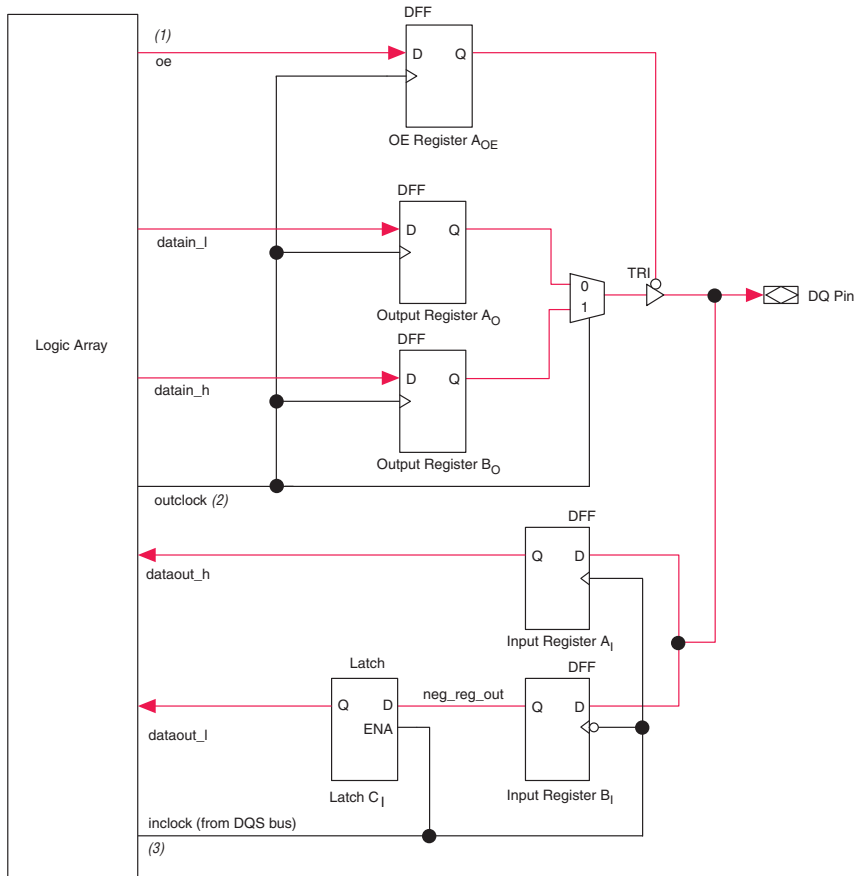 DFF
(1)
oe
D Q
OE Register A_OE
DFF
datain_l
D Q
Output Register A_O
0
1
TRI
DQ Pin
Logic Array
datain_h
D Q
Output Register B_O
outclock (2)
DFF
dataout_h
Q D
Input Register A_I
Latch
DFF
neg_reg_out
Q D
ENA
Q D
dataout_l
Latch C_I
Input Register B_I
inclock (from DQS bus)
(3)